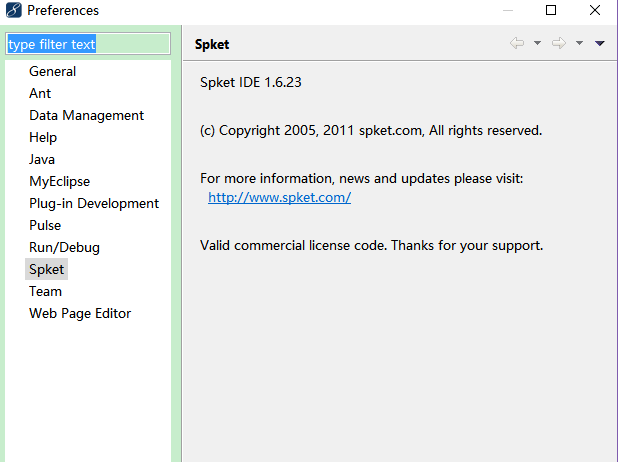 Preferences
type filter text
General
Ant
Data Management
Help
Java
MyEclipse
Plug-in Development
Pulse
Run/Debug
Spket
Team
Web Page Editor
Spket
Spket IDE 1.6.23
(c) Copyright 2005, 2011 spket.com, All rights reserved.
For more information, news and updates please visit:
http://www.spket.com/
Valid commercial license code. Thanks for your support.